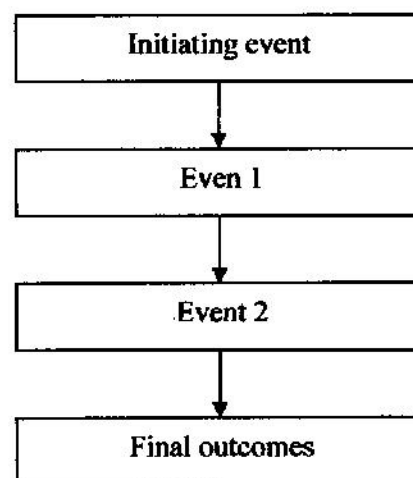 Initiating event
Even 1
Event 2
Final outcomes